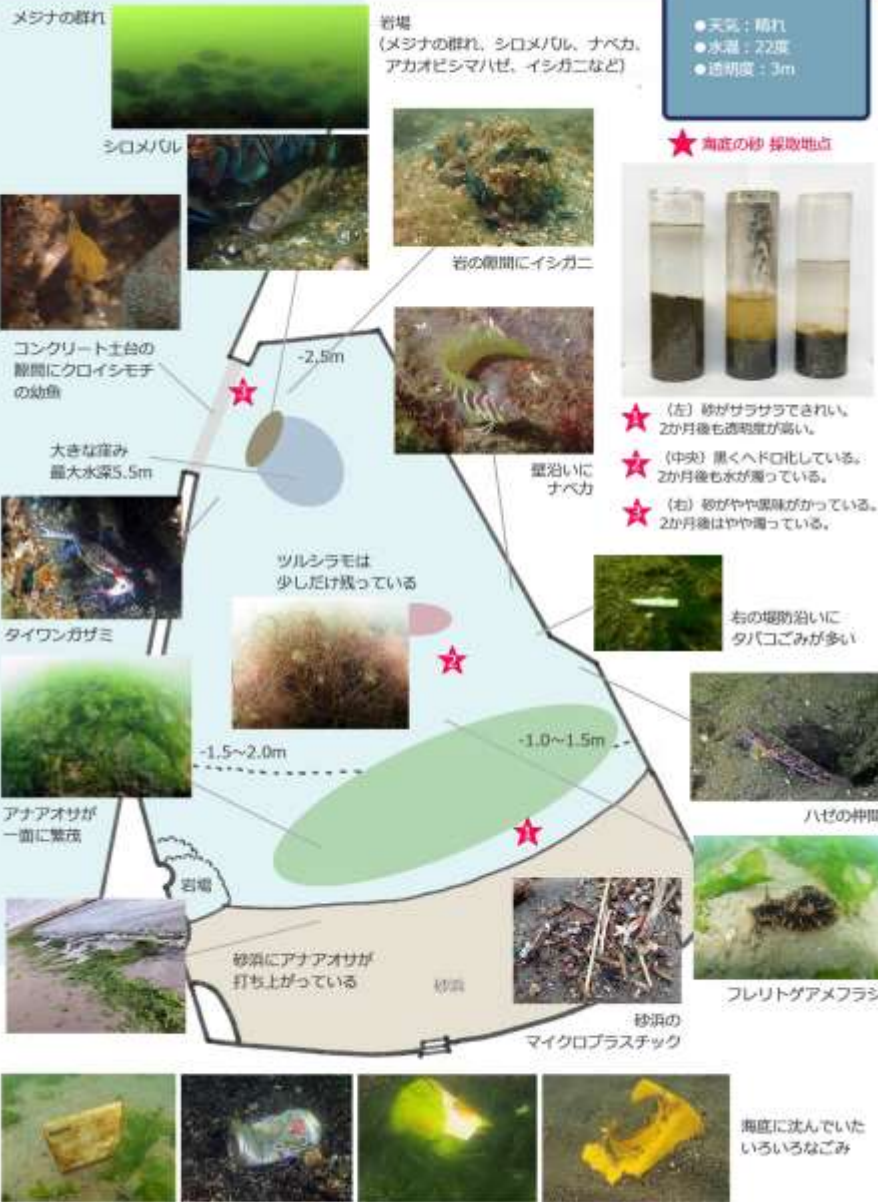 メジナの群れ
岩場
(メジナの群れ、シロメバル、ナベカ、
アカオビシマハゼ、イシガニなど)
●天気：晴れ
●水温：22度
●透明度：3m
シロメバル
★ 海底の砂 採取地点
岩の隙間にイシガニ
コンクリート土台の
隙間にクロイシモチ
の幼魚
-2.5m
3
大きな窪み
最大水深5.5m
壁沿いに
ナベカ
1 (左) 砂がサラサラできれい。
2か月後も透明度が高い。
2 (中央) 黒くヘドロ化している。
2か月後も水が濁っている。
3 (右) 砂がやや黒味がかっている。
2か月後はやや濁っている。
タイワンガザミ
ツルシラモは
少しだけ残っている
2
右の堤防沿いに
タバコごみが多い
-1.5～2.0m
-1.0～1.5m
アナアオサが
一面に繁茂
1
ハゼの仲間
岩場
砂浜にアナアオサが
打ち上がっている
砂浜
砂浜の
マイクロプラスチック
フレリトゲアメフラシ
海底に沈んでいた
いろいろなごみ